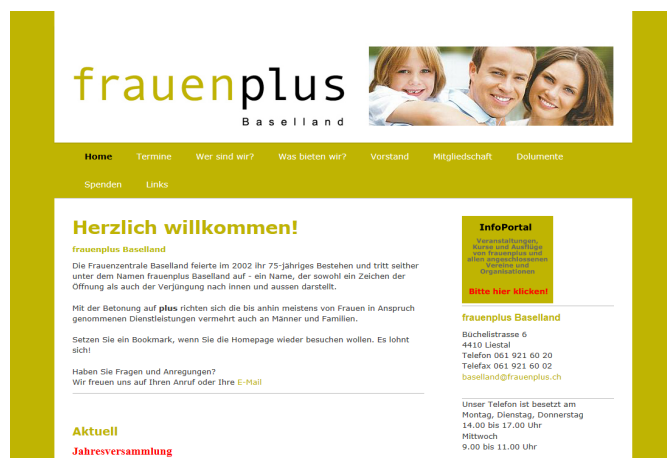 frauenplus
Baselland
Home Termine Wer sind wir? Was bieten wir? Vorstand Mitgliedschaft Dolumente
Spenden Links
Herzlich willkommen!
frauenplus Baselland
Die Frauenzentrale Baselland feierte im 2002 ihr 75-jähriges Bestehen und tritt seither
unter dem Namen frauenplus Baselland auf - ein Name, der sowohl ein Zeichen der
Öffnung als auch der Verjüngung nach innen und aussen darstellt.
Mit der Betonung auf plus richten sich die bis anhin meistens von Frauen in Anspruch
genommenen Dienstleistungen vermehrt auch an Männer und Familien.
Setzen Sie ein Bookmark, wenn Sie die Homepage wieder besuchen wollen. Es lohnt
sich!
Haben Sie Fragen und Anregungen?
Wir freuen uns auf Ihren Anruf oder Ihre E-Mail
Aktuell
Jahresversammlung
InfoPortal
Veranstaltungen,
Kurse und Ausflüge
von frauenplus und
allen angeschlossenen
Vereine und
Organisationen
Bitte hier klicken!
frauenplus Baselland
Büchelistrasse 6
4410 Liestal
Telefon 061 921 60 20
Telefax 061 921 60 02
baselland@frauenplus.ch
Unser Telefon ist besetzt am
Montag, Dienstag, Donnerstag
14.00 bis 17.00 Uhr
Mittwoch
9.00 bis 11.00 Uhr